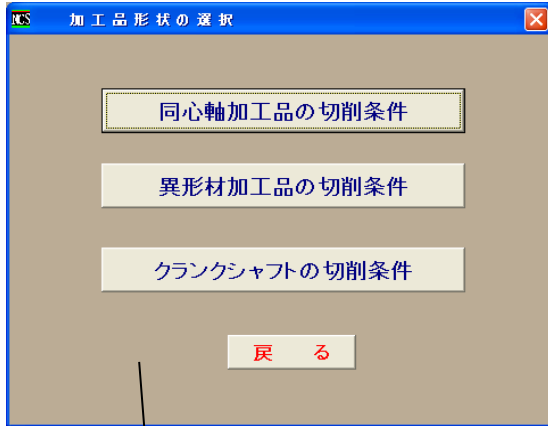 NCS 加工品形状の選択
同心軸加工品の切削条件
異形材加工品の切削条件
クランクシャフトの切削条件
戻 る